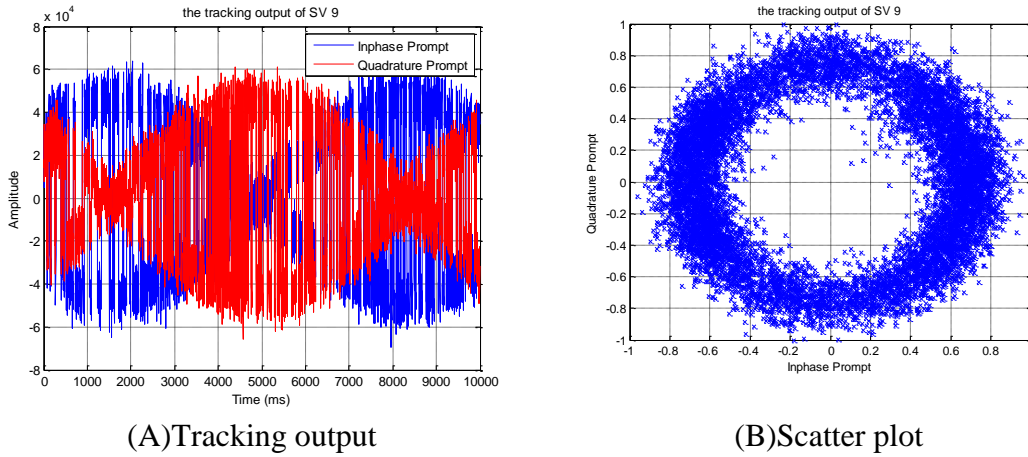 the tracking output of SV 9
x 10⁴
8
6
4
2
0
-2
-4
-6
-8
Amplitude
0 1000 2000 3000 4000 5000 6000 7000 8000 9000 10000
Time (ms)
Inphase Prompt
Quadrature Prompt
(A)Tracking output
the tracking output of SV 9
1
0.8
0.6
0.4
0.2
0
-0.2
-0.4
-0.6
-0.8
-1
Quadrature Prompt
-1 -0.8 -0.6 -0.4 -0.2 0 0.2 0.4 0.6 0.8
Inphase Prompt
(B)Scatter plot